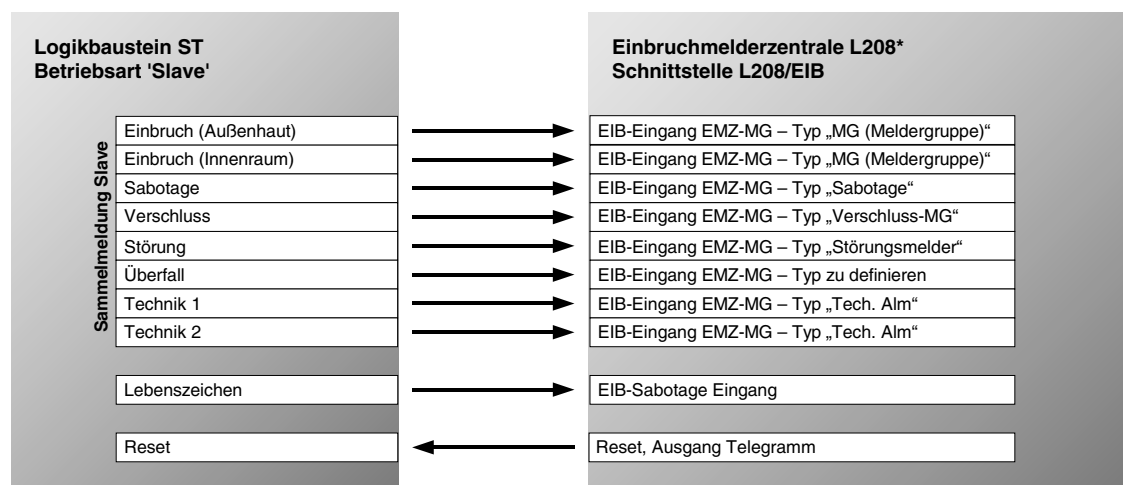 Logikbaustein ST
Betriebsart 'Slave'
Einbruchmelderzentrale L208*
Schnittstelle L208/EIB
Sammelmeldung Slave
Einbruch (Außenhaut)
EIB-Eingang EMZ-MG – Typ „MG (Meldergruppe)“
Einbruch (Innenraum)
EIB-Eingang EMZ-MG – Typ „MG (Meldergruppe)“
Sabotage
EIB-Eingang EMZ-MG – Typ „Sabotage“
Verschluss
EIB-Eingang EMZ-MG – Typ „Verschluss-MG“
Störung
EIB-Eingang EMZ-MG – Typ „Störungsmelder“
Überfall
EIB-Eingang EMZ-MG – Typ zu definieren
Technik 1
EIB-Eingang EMZ-MG – Typ „Tech. Alm“
Technik 2
EIB-Eingang EMZ-MG – Typ „Tech. Alm“
Lebenszeichen
EIB-Sabotage Eingang
Reset
Reset, Ausgang Telegramm